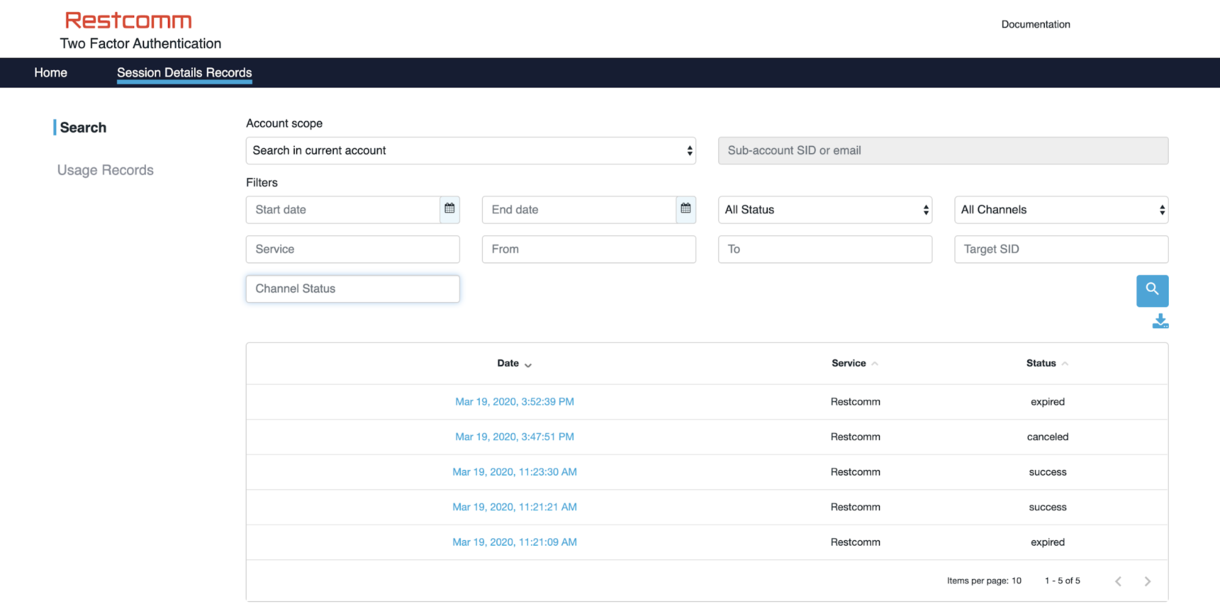 Restcomm
Two Factor Authentication
Documentation
Home
Session Details Records
Search
Usage Records
Account scope
Search in current account
Sub-account SID or email
Filters
Start date
End date
All Status
All Channels
Service
From
To
Target SID
Channel Status
Date Service Status
Mar 19, 2020, 3:52:39 PM Restcomm expired
Mar 19, 2020, 3:47:51 PM Restcomm canceled
Mar 19, 2020, 11:23:30 AM Restcomm success
Mar 19, 2020, 11:21:21 AM Restcomm success
Mar 19, 2020, 11:21:09 AM Restcomm expired
Items per page: 10 1 - 5 of 5